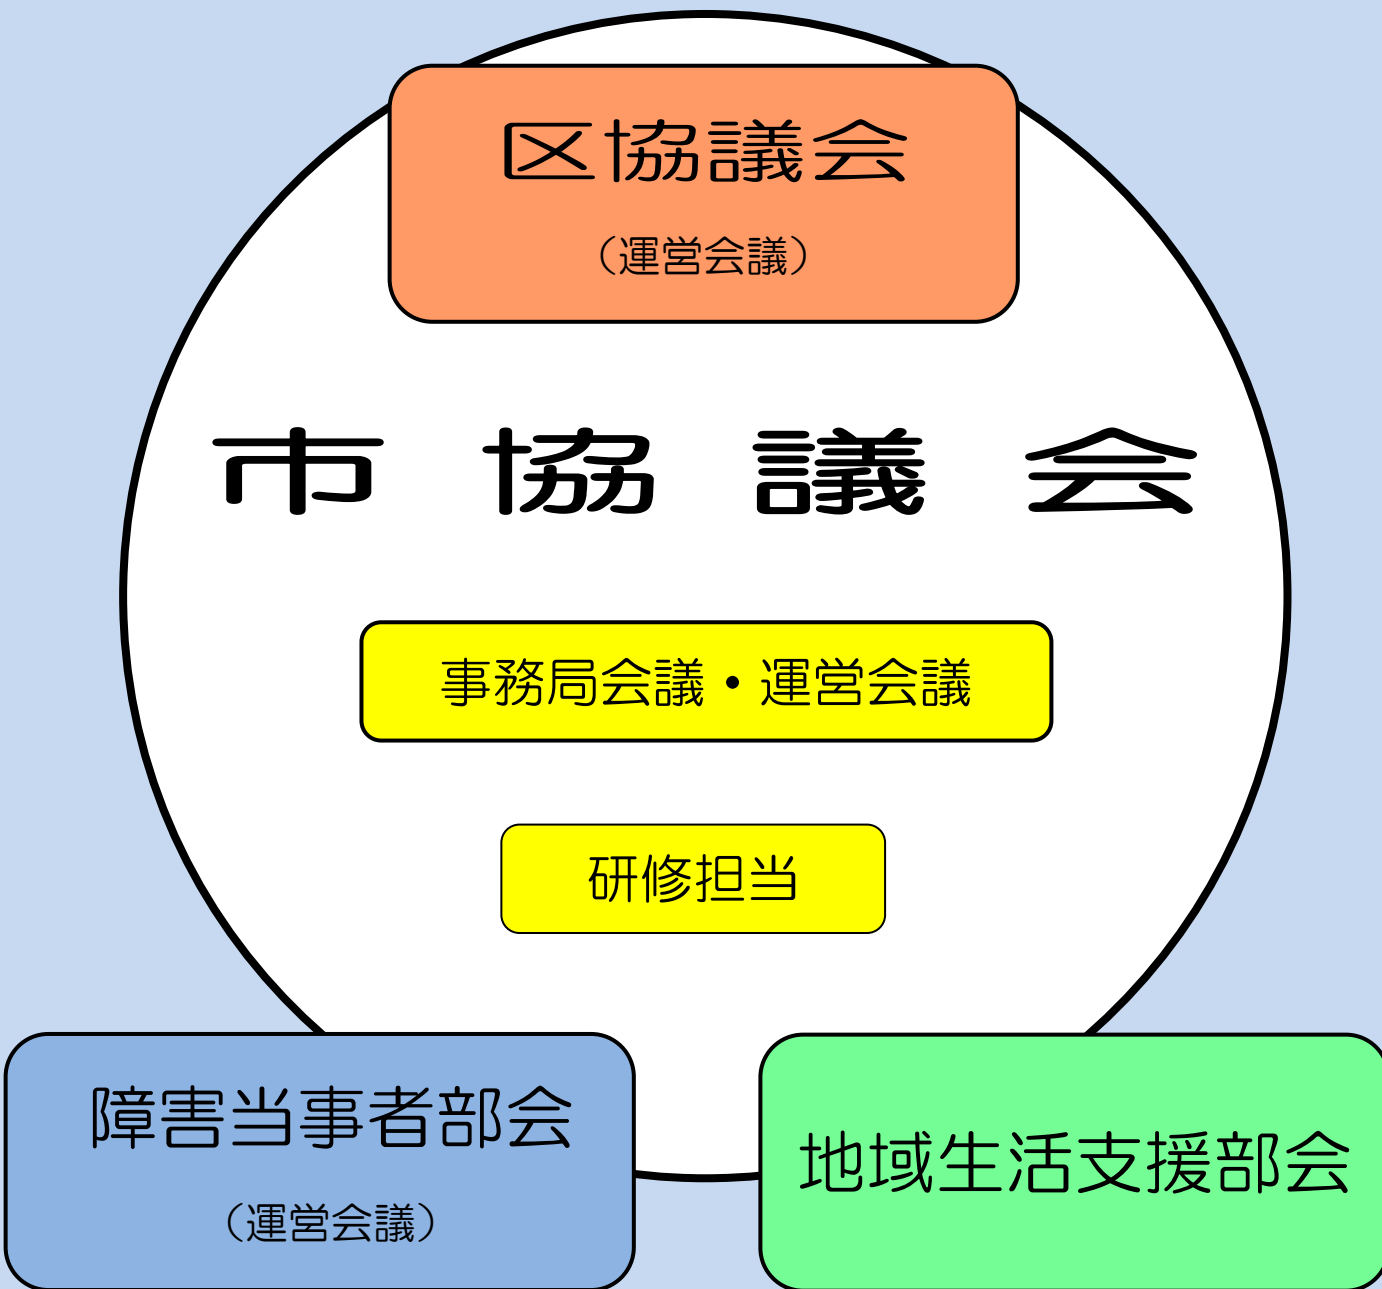 区協議会
（運営会議）
市協議会
事務局会議・運営会議
研修担当
障害当事者部会
（運営会議）
地域生活支援部会